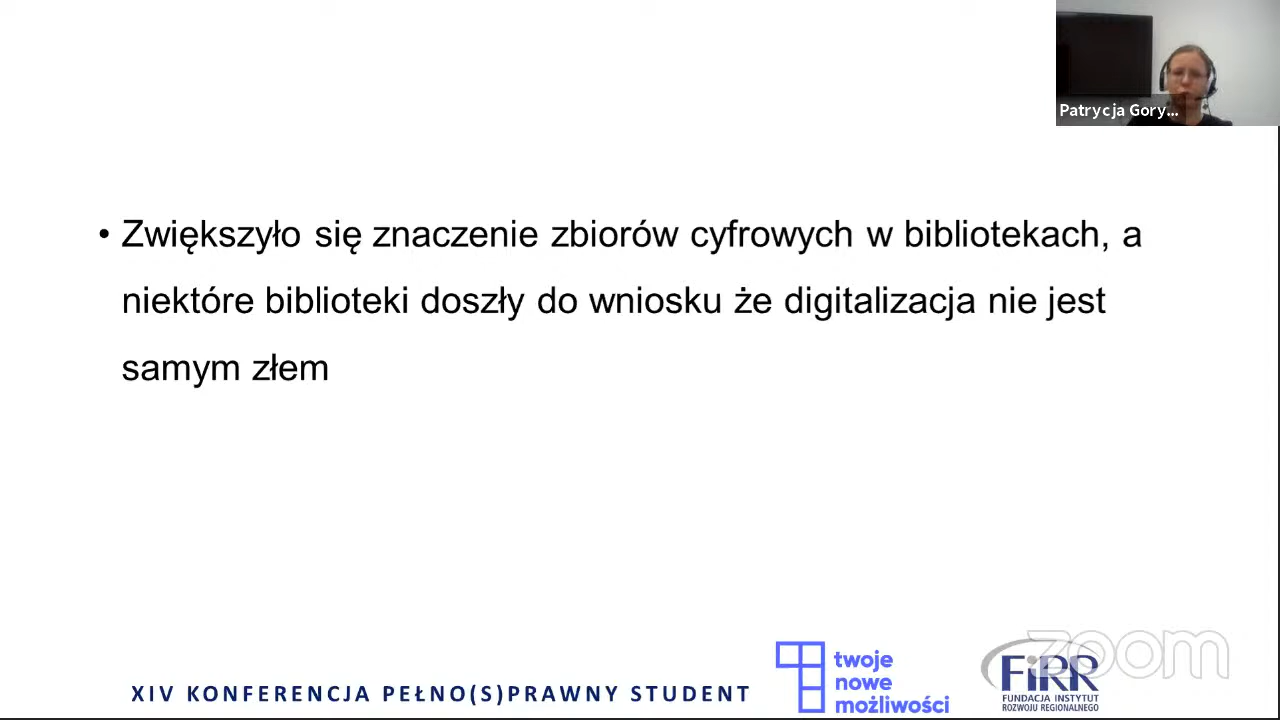 Patrycja Gory...
• Zwiększyło się znaczenie zbiorów cyfrowych w bibliotekach, a
niektóre biblioteki doszły do wniosku że digitalizacja nie jest
samym złem
XIV KONFERENCJA PEŁNO(S)PRAWNY STUDENT
twoje
nowe
możliwości
FiRR
FUNDACJA INSTYTUT
ROZWOJU REGIONALNEGO
zoom